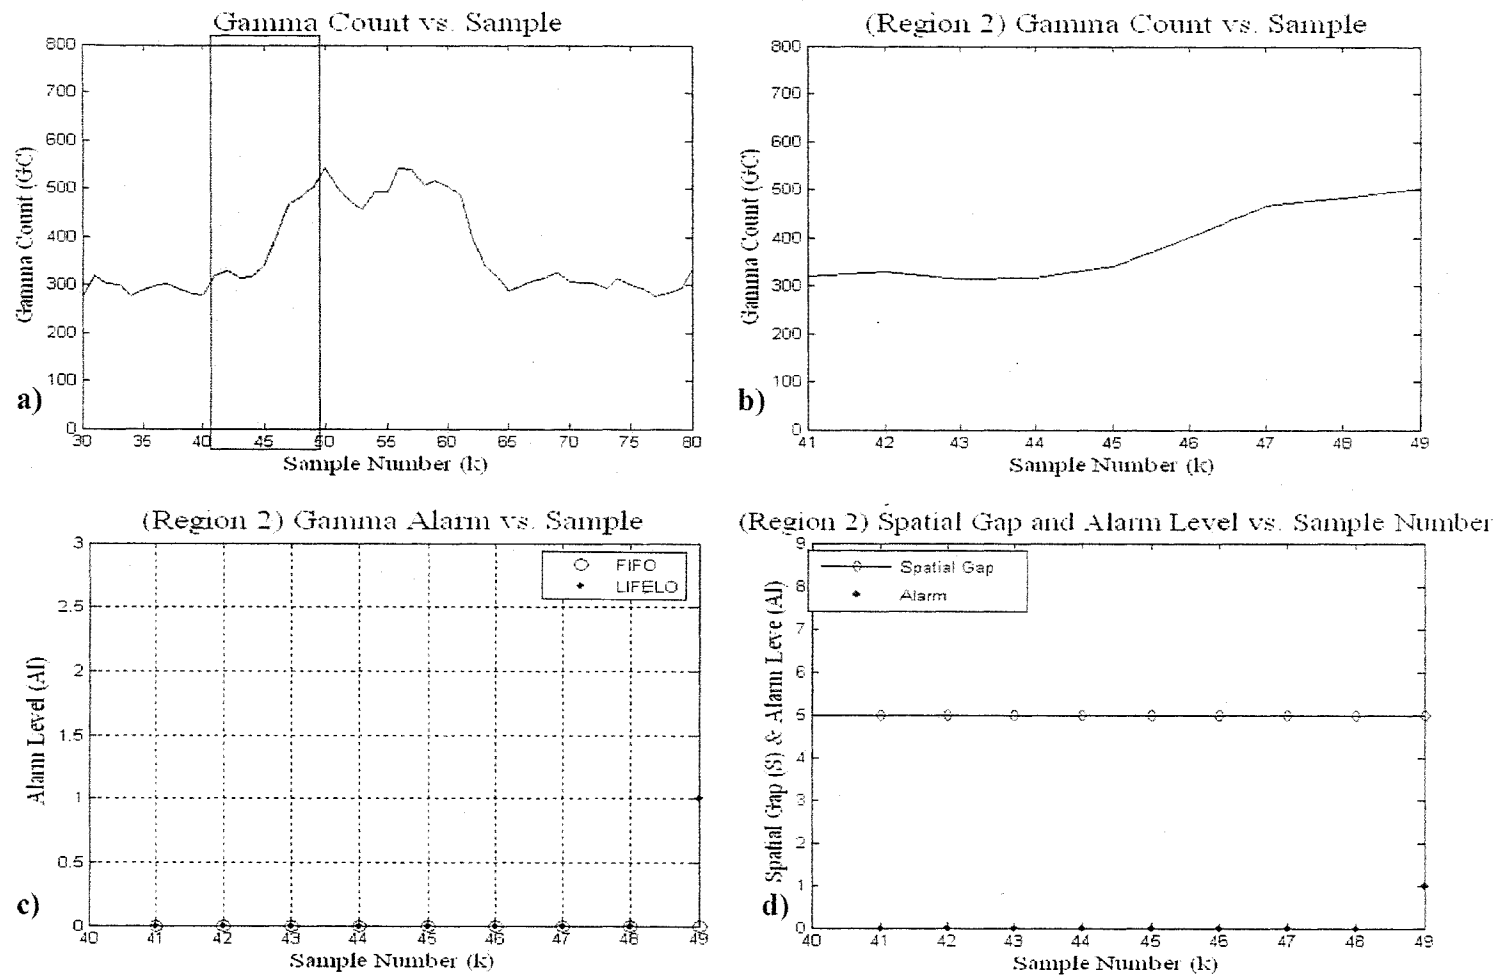 Gamma Count vs. Sample
800
700
600
500
400
300
200
100
0
Gamma Count (GC)
30 35 40 45 50 55 60 65 70 75 80
Sample Number (k)
a)
(Region 2) Gamma Count vs. Sample
800
700
600
500
400
300
200
100
0
Gamma Count (GC)
41 42 43 44 45 46 47 48 49
Sample Number (k)
b)
(Region 2) Gamma Alarm vs. Sample
3
2.5
2
1.5
1
0.5
0
Alarm Level (Al)
FIFO
LIFELO
40 41 42 43 44 45 46 47 48 49
Sample Number (k)
c)
(Region 2) Spatial Gap and Alarm Level vs. Sample Number
9
8
7
6
5
4
3
2
1
0
Spatial Gap (S) & Alarm Leve (Al)
Spatial Gap
Alarm
40 41 42 43 44 45 46 47 48 49
Sample Number (k)
d)